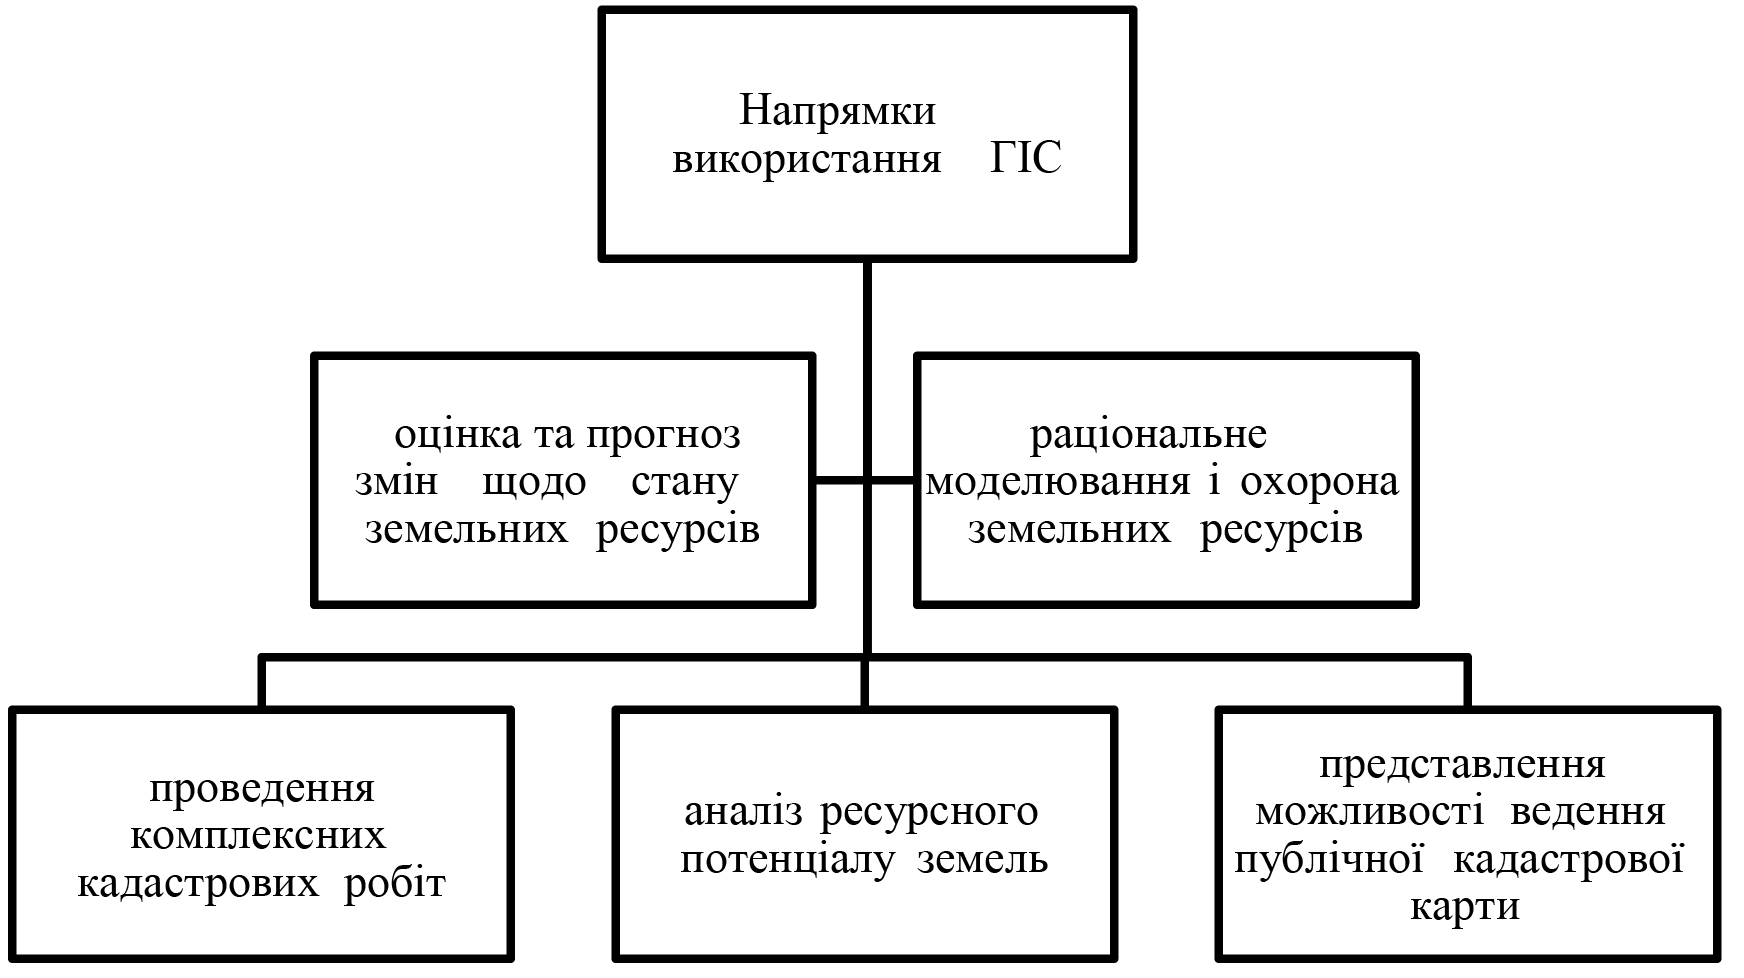 Напрямки
використання ГІС
оцінка та прогноз
змін щодо стану
земельних ресурсів
раціональне
моделювання і охорона
земельних ресурсів
проведення
комплексних
кадастрових робіт
аналіз ресурсного
потенціалу земель
представлення
можливості ведення
публічної кадастрової
карти